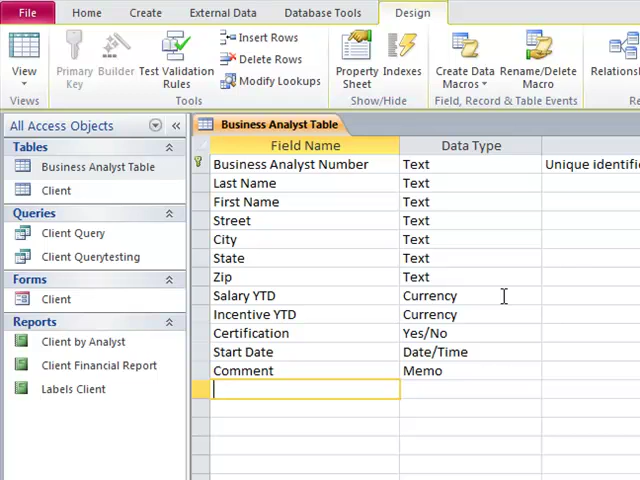 File Home Create External Data Database Tools Design
View
Primary Key
Builder
Test Validation Rules
Insert Rows
Delete Rows
Modify Lookups
Property Sheet
Indexes
Create Data Macros
Rename/Delete Macro
Views Tools Show/Hide Field, Record & Table Events
All Access Objects
Tables
Business Analyst Table
Client
Queries
Client Query
Client Querytesting
Forms
Client
Reports
Client by Analyst
Client Financial Report
Labels Client
Business Analyst Table
Field Name Data Type
Business Analyst Number Text Unique
Last Name Text
First Name Text
Street Text
City Text
State Text
Zip Text
Salary YTD Currency
Incentive YTD Currency
Certification Yes/No
Start Date Date/Time
Comment Memo